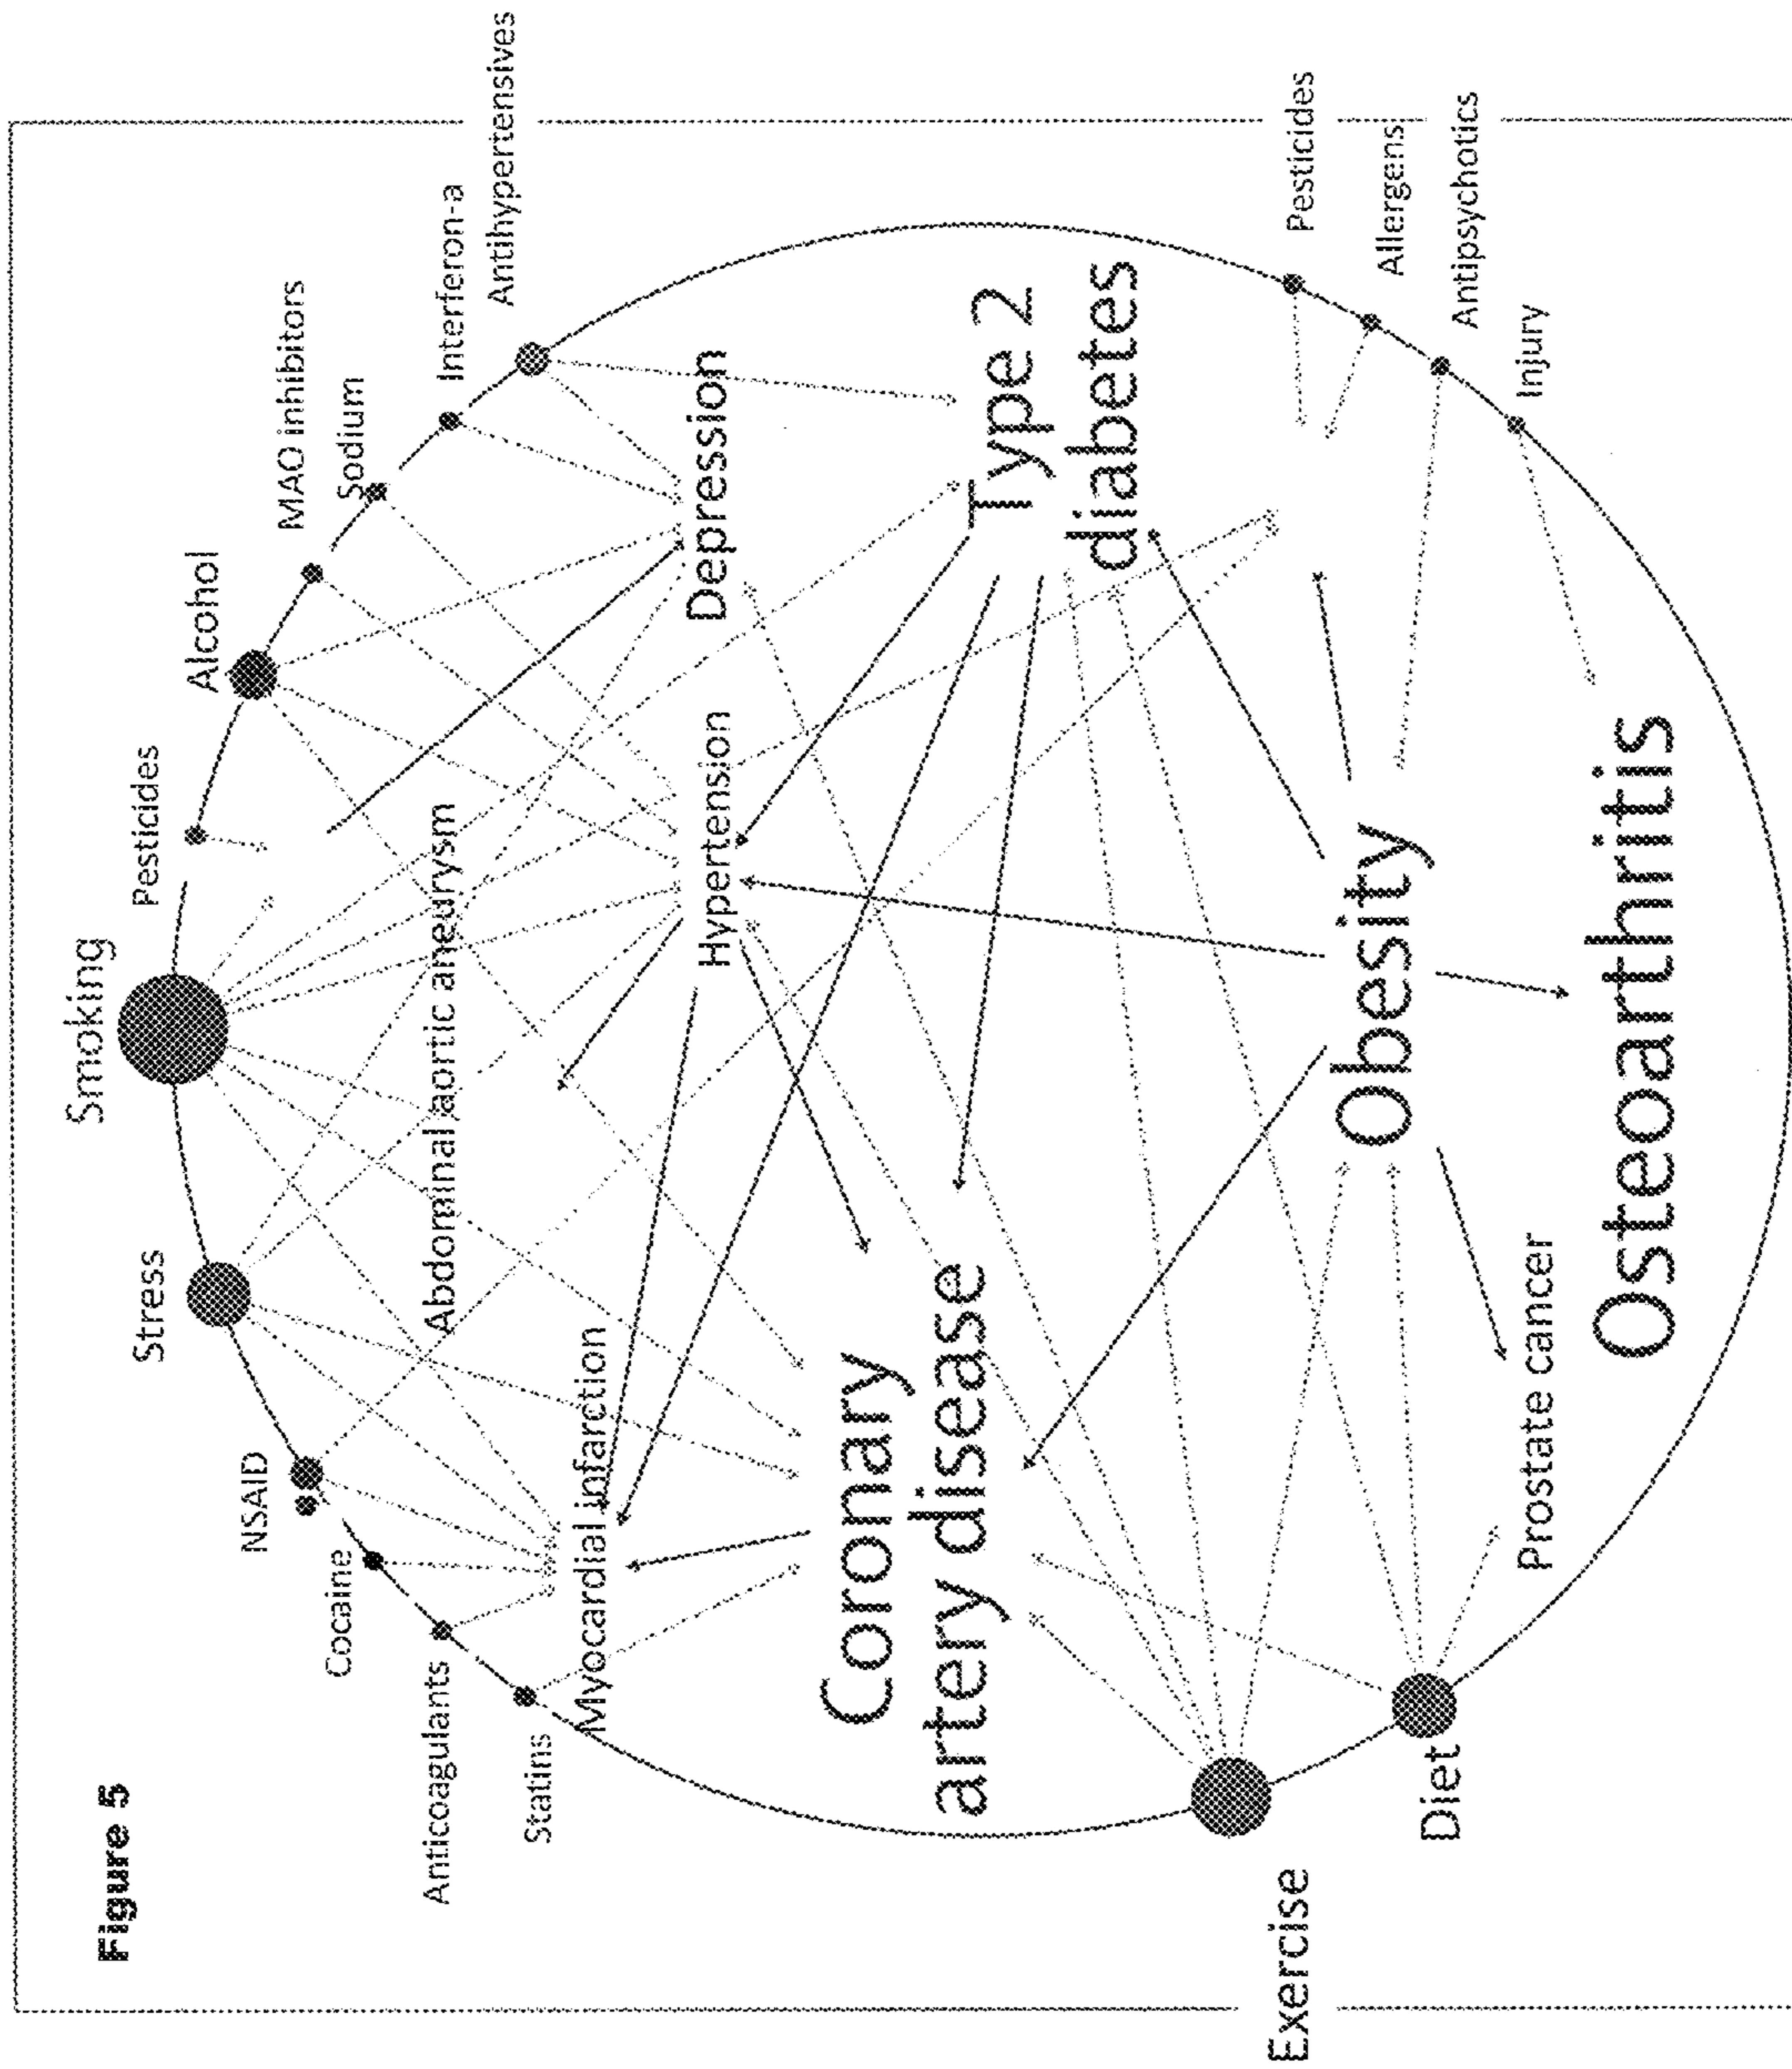 Figure 5
Smoking
Stress
Pesticides
Alcohol
NSAID
MAO inhibitors
Sodium
Cocaine
Interferon-a
Anticoagulants
Antihypertensives
Statins
Abdominal aortic aneurysm
Myocardial infarction
Hypertension
Depression
Coronary
artery disease
Type 2
diabetes
Exercise
Pesticides
Allergens
Obesity
Antipsychotics
Diet
Injury
Prostate cancer
Osteoarthritis